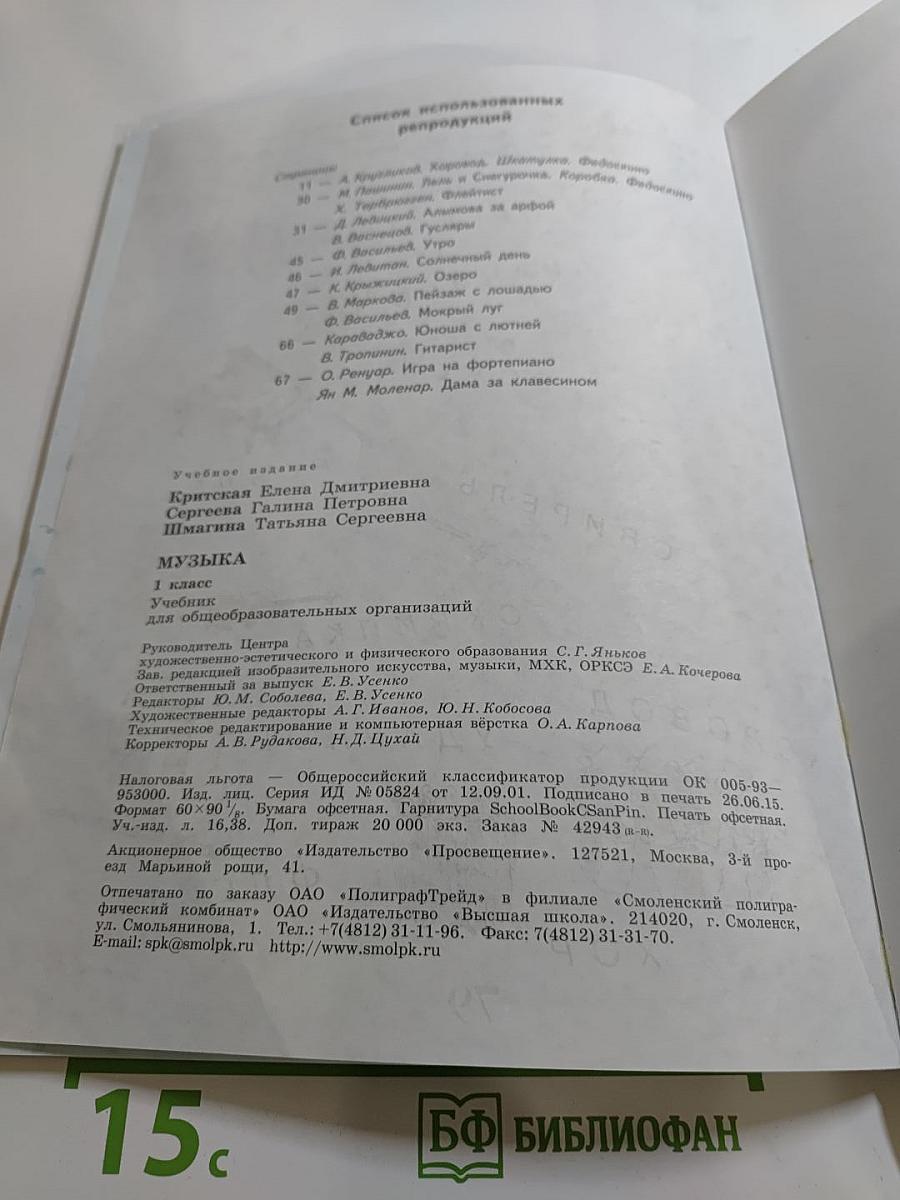 Список использованных
репродукций
Страницы
11 — А. Кругликов. Хоровод. Шкатулка. Федоскино
30 — М. Пашинин. Лель и Снегурочка. Коробка. Федоскино
Х. Тербрюгген. Флейтист
31 — Д. Левицкий. Алымова за арфой
В. Васнецов. Гусляры
45 — Ф. Васильев. Утро
46 — И. Левитан. Солнечный день
47 — К. Крыжицкий. Озеро
49 — В. Маркова. Пейзаж с лошадью
Ф. Васильев. Мокрый луг
66 — Караваджо. Юноша с лютней
В. Тропинин. Гитарист
67 — О. Ренуар. Игра на фортепиано
Ян М. Моленар. Дама за клавесином
Учебное издание
Критская Елена Дмитриевна
Сергеева Галина Петровна
Шмагина Татьяна Сергеевна
МУЗЫКА
1 класс
Учебник
для общеобразовательных организаций
Руководитель Центра
художественно-эстетического и физического образования С. Г. Яньков
Зав. редакцией изобразительного искусства, музыки, МХК, ОРКСЭ Е. А. Кочерова
Ответственный за выпуск Е. В. Усенко
Редакторы Ю. М. Соболева, Е. В. Усенко
Художественные редакторы А. Г. Иванов, Ю. Н. Кобосова
Техническое редактирование и компьютерная вёрстка О. А. Карпова
Корректоры А. В. Рудакова, Н. Д. Цухай
Налоговая льгота — Общероссийский классификатор продукции ОК 005-93—
953000. Изд. лиц. Серия ИД № 05824 от 12.09.01. Подписано в печать 26.06.15.
Формат 60×90 1/8. Бумага офсетная. Гарнитура SchoolBookCSanPin. Печать офсетная.
Уч.-изд. л. 16,38. Доп. тираж 20 000 экз. Заказ № 42943 (R-R).
Акционерное общество «Издательство «Просвещение». 127521, Москва, 3-й про-
езд Марьиной рощи, 41.
Отпечатано по заказу ОАО «ПолиграфТрейд» в филиале «Смоленский полигра-
фический комбинат» ОАО «Издательство «Высшая школа». 214020, г. Смоленск,
ул. Смольянинова, 1. Тел.: +7(4812) 31-11-96. Факс: 7(4812) 31-31-70.
E-mail: spk@smolpk.ru http://www.smolpk.ru
15 с
БФ БИБЛИОФАН